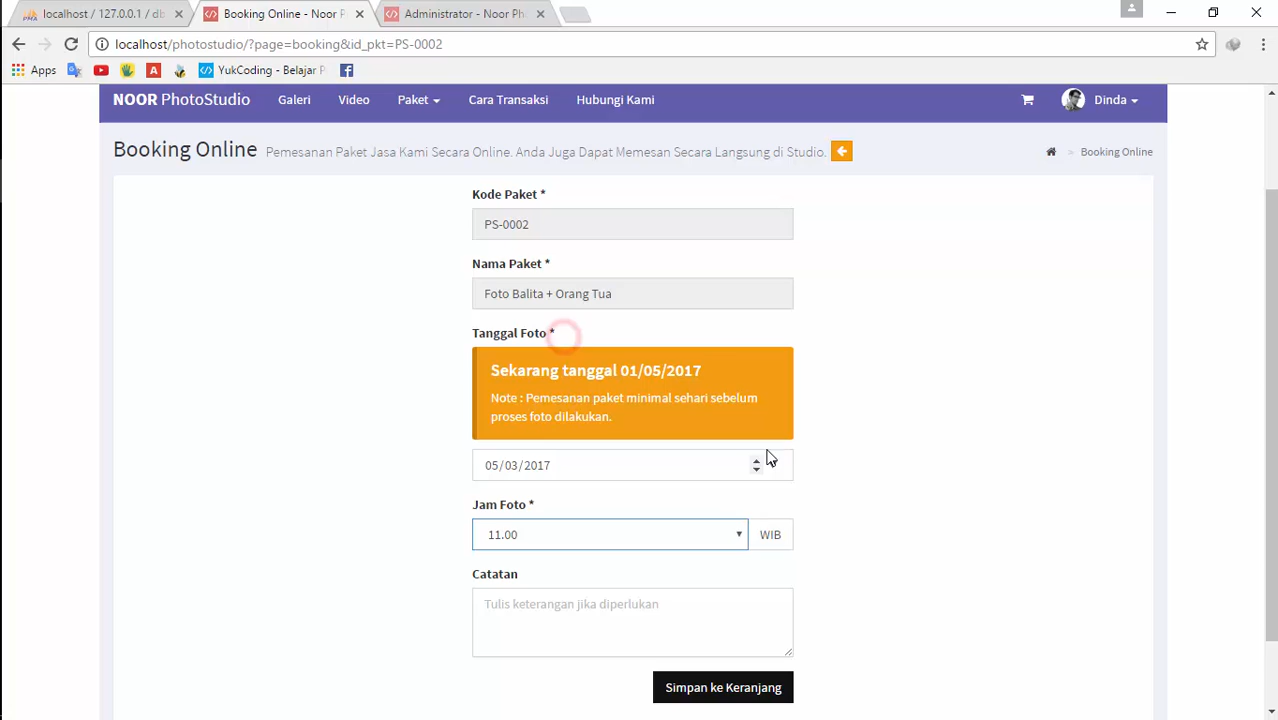 localhost / 127.0.0.1 / db
Booking Online - Noor P
Administrator - Noor Ph
localhost/photostudio/?page=booking&id_pkt=PS-0002
Apps
YukCoding - Belajar P
NOOR PhotoStudio
Galeri
Video
Paket
Cara Transaksi
Hubungi Kami
Dinda
Booking Online
Pemesanan Paket Jasa Kami Secara Online. Anda Juga Dapat Memesan Secara Langsung di Studio.
> Booking Online
Kode Paket *
PS-0002
Nama Paket *
Foto Balita + Orang Tua
Tanggal Foto *
Sekarang tanggal 01/05/2017
Note : Pemesanan paket minimal sehari sebelum
proses foto dilakukan.
05/03/2017
Jam Foto *
11.00
WIB
Catatan
Tulis keterangan jika diperlukan
Simpan ke Keranjang